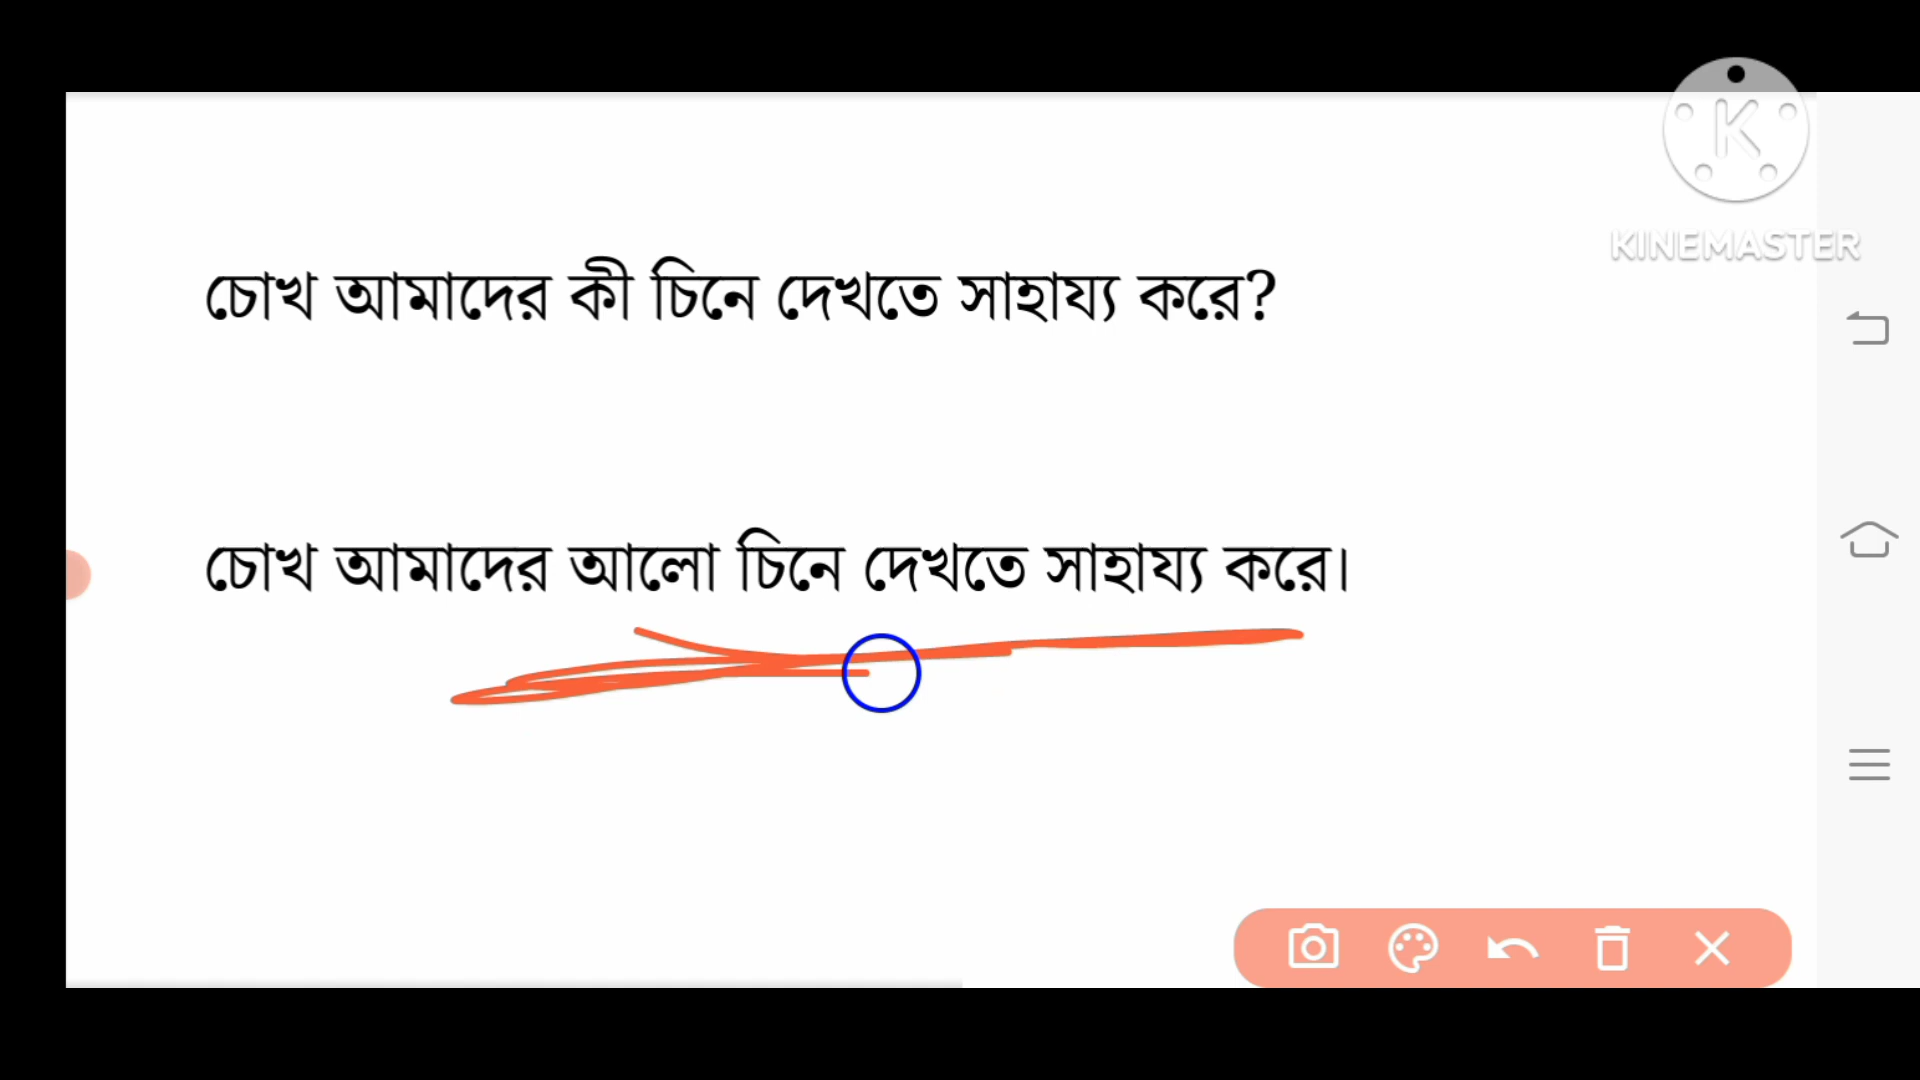 KINEMASTER
চোখ আমাদের কী চিনে দেখতে সাহায্য করে?
চোখ আমাদের আলো চিনে দেখতে সাহায্য করে।